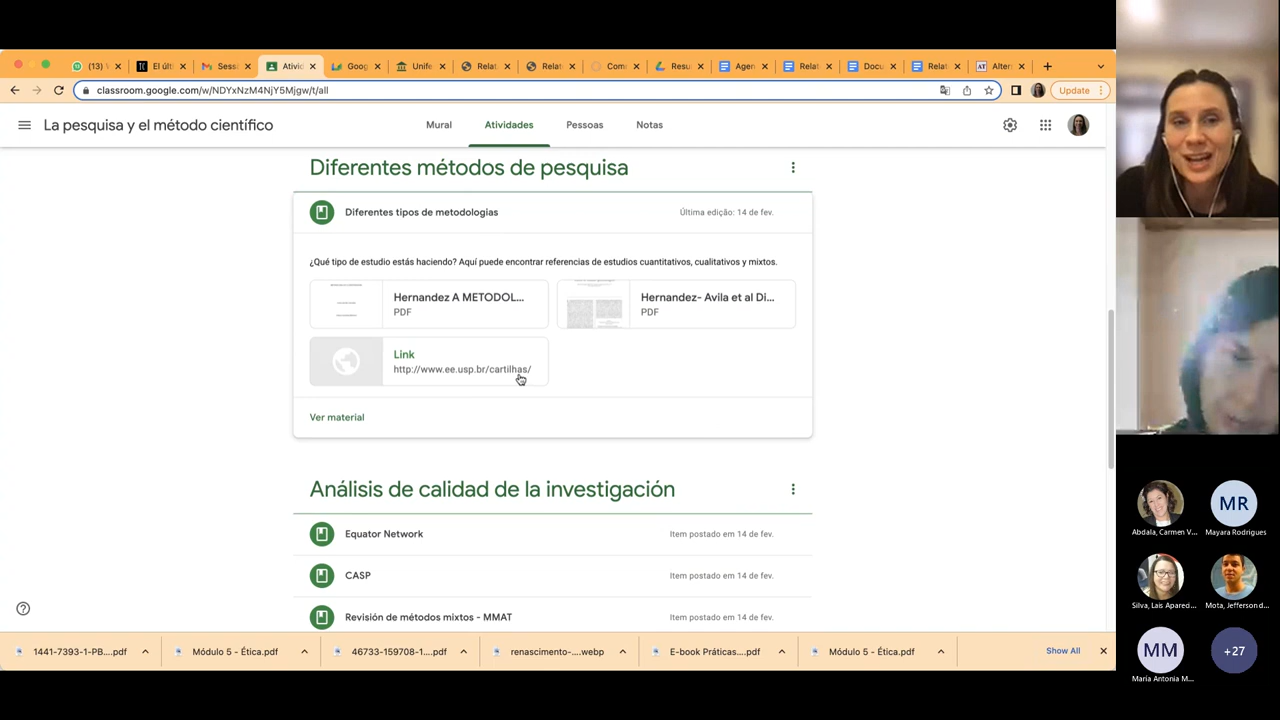 (13)
El últ
Sess
Ativid
Goog
Unife
Relat
Relat
Com
Resu
Agen
Relat
Docu
Relat
Alter
classroom.google.com/w/NDYxNzM4NjY5Mjgw/t/all
Update
La pesquisa y el método científico
Mural
Atividades
Pessoas
Notas
Diferentes métodos de pesquisa
Diferentes tipos de metodologias
Última edição: 14 de fev.
¿Qué tipo de estudio estás haciendo? Aquí puede encontrar referencias de estudios cuantitativos, cualitativos y mixtos.
Hernandez A METODOL...
PDF
Hernandez- Avila et al Di...
PDF
Link
http://www.ee.usp.br/cartilhas/
Ver material
Análisis de calidad de la investigación
Equator Network
Item postado em 14 de fev.
CASP
Item postado em 14 de fev.
Revisión de métodos mixtos - MMAT
Item postado em 14 de fev.
1441-7393-1-PB....pdf
Módulo 5 - Ética.pdf
46733-159708-1....pdf
renascimento-....webp
E-book Práticas....pdf
Módulo 5 - Ética.pdf
Show All
MR
Abdala, Carmen V...
Mayara Rodrigues
Silva, Lais Apared...
Mota, Jefferson d...
MM
+27
María Antonia M...